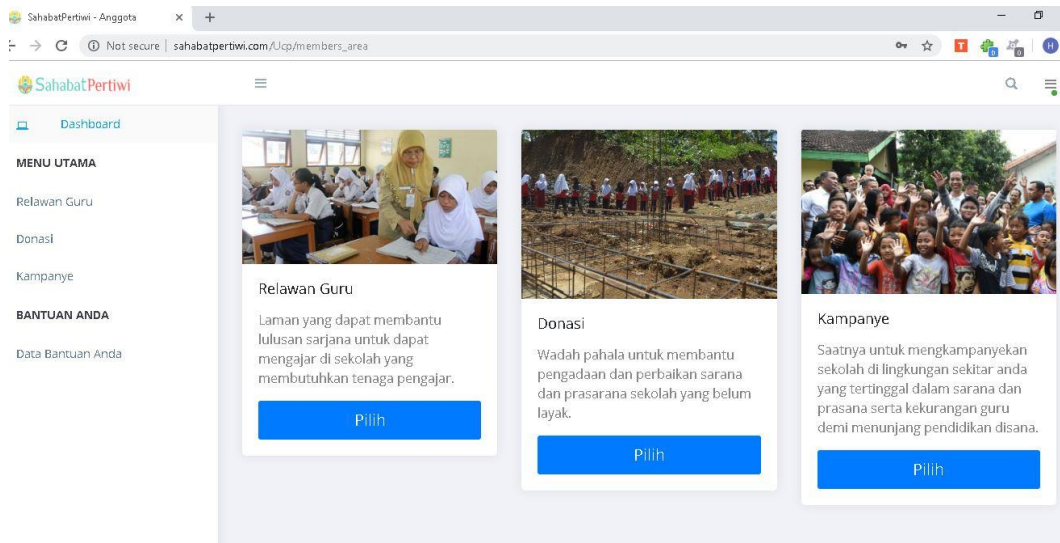 SahabatPertiwi - Anggota
Not secure | sahabatpertiwi.com/Ucp/members_area
T
0
0
H
SahabatPertiwi
Dashboard
MENU UTAMA
Relawan Guru
Donasi
Kampanye
BANTUAN ANDA
Data Bantuan Anda
Relawan Guru
Laman yang dapat membantu
lulusan sarjana untuk dapat
mengajar di sekolah yang
membutuhkan tenaga pengajar.
Pilih
Donasi
Wadah pahala untuk membantu
pengadaan dan perbaikan sarana
dan prasarana sekolah yang belum
layak.
Pilih
Kampanye
Saatnya untuk mengkampanyekan
sekolah di lingkungan sekitar anda
yang tertinggal dalam sarana dan
prasana serta kekurangan guru
demi menunjang pendidikan disana.
Pilih